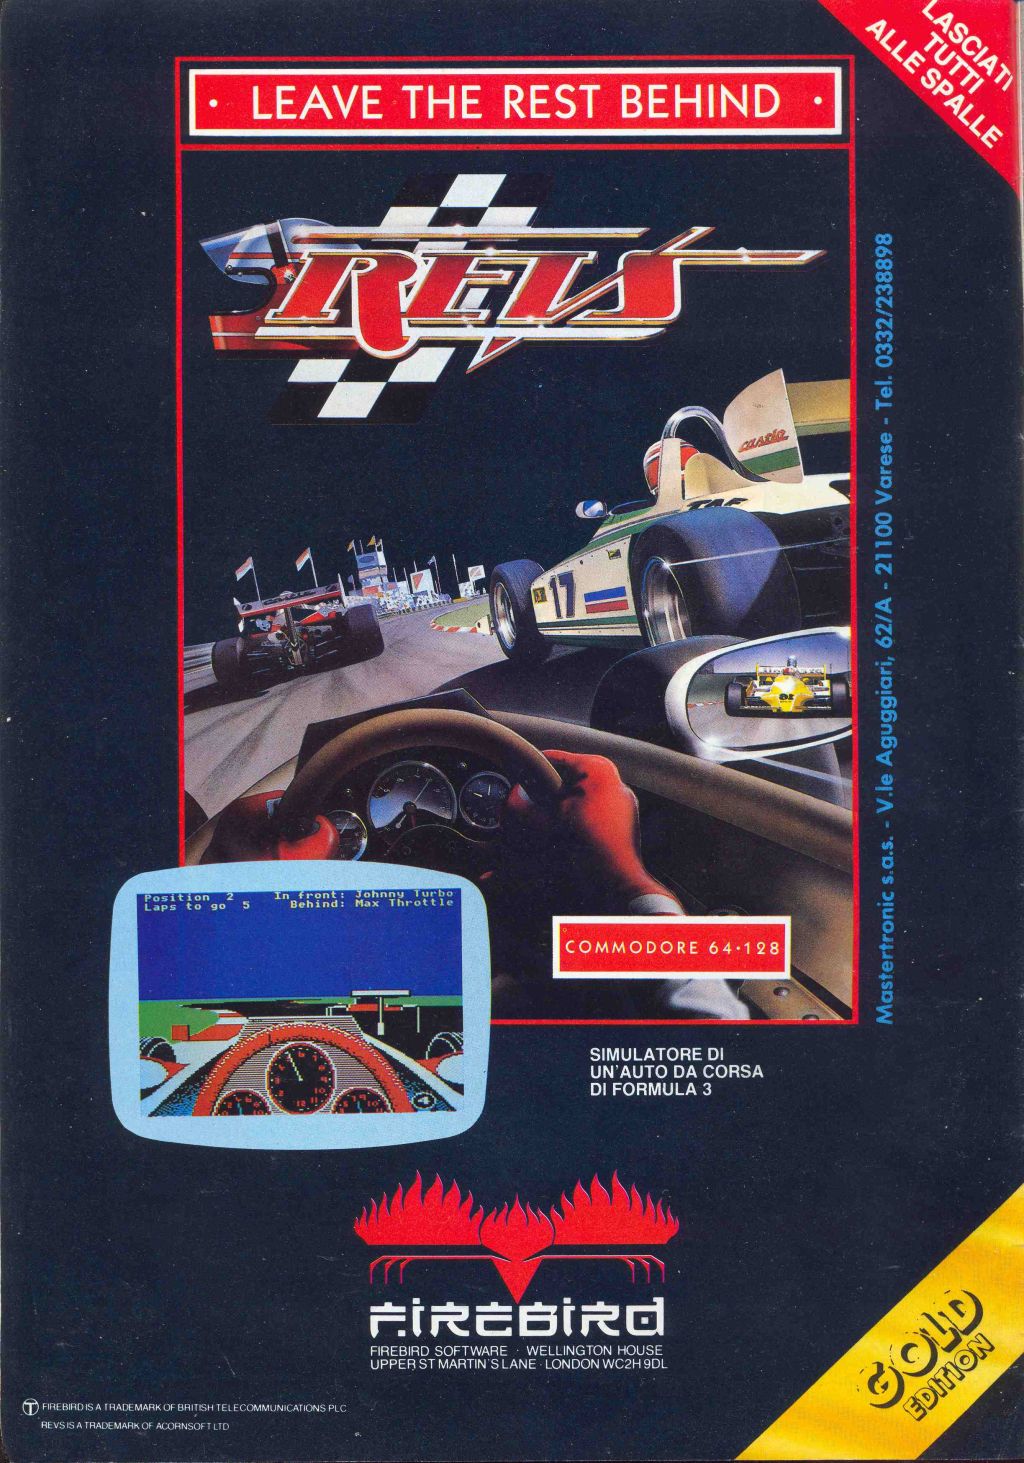 LASCIATI
TUTTI
ALLE SPALLE
· LEAVE THE REST BEHIND ·
REVS
castio
TAF
17
Mastertronic s.a.s. - V.le Aguggiari, 62/A - 21100 Varese - Tel. 0332/238898
Position 2 In front: Johnny Turbo
Laps to go 5 Behind: Max Throttle
4
COMMODORE 64·128
SIMULATORE DI
UN'AUTO DA CORSA
DI FORMULA 3
FIREBIRD
FIREBIRD SOFTWARE · WELLINGTON HOUSE
UPPER ST MARTIN'S LANE · LONDON WC2H 9DL
GOLD
EDITION
T FIREBIRD IS A TRADEMARK OF BRITISH TELECOMMUNICATIONS PLC
REVS IS A TRADEMARK OF ACORNSOFT LTD